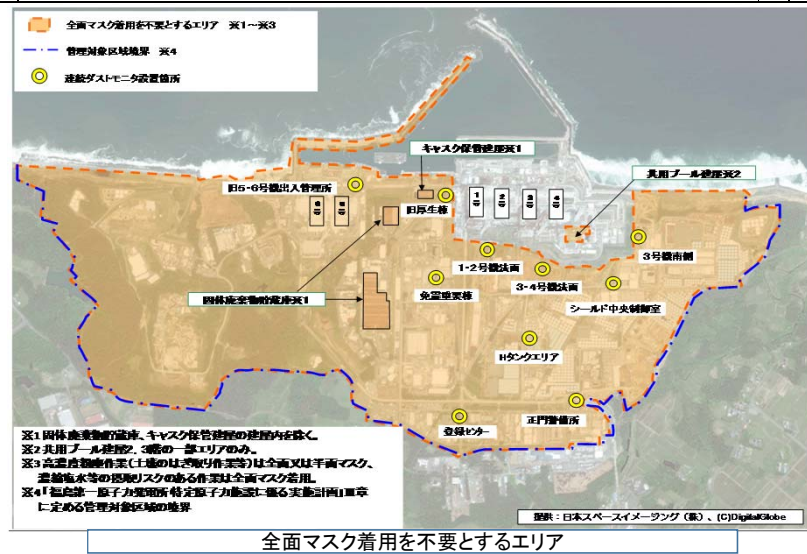 全面マスク着用を不要とするエリア ※1～※3
管理対象区域境界 ※4
連続ダストモニタ設置箇所
キャスク保管建屋※1
共用プール建屋※2
旧5・6号機出入管理所
旧厚生棟
6号
5号
1号
2号
3号
4号
1・2号機法面
3・4号機法面
3号機南側
固体廃棄物貯蔵庫※1
免震重要棟
シールド中央制御室
Hタンクエリア
正門警備所
登録センター
※1 固体廃棄物貯蔵庫、キャスク保管建屋の建屋内を除く。
※2 共用プール建屋2、3階の一部エリアのみ。
※3 高濃度粉塵作業(土壌のはぎ取り作業等)は全面又は半面マスク、
濃縮塩水等の摂取リスクのある作業は全面マスク着用。
※4「福島第一原子力発電所 特定原子力施設に係る実施計画」Ⅲ章
に定める管理対象区域の境界
提供：日本スペースイメージング（株）、(C)DigitalGlobe
全面マスク着用を不要とするエリア